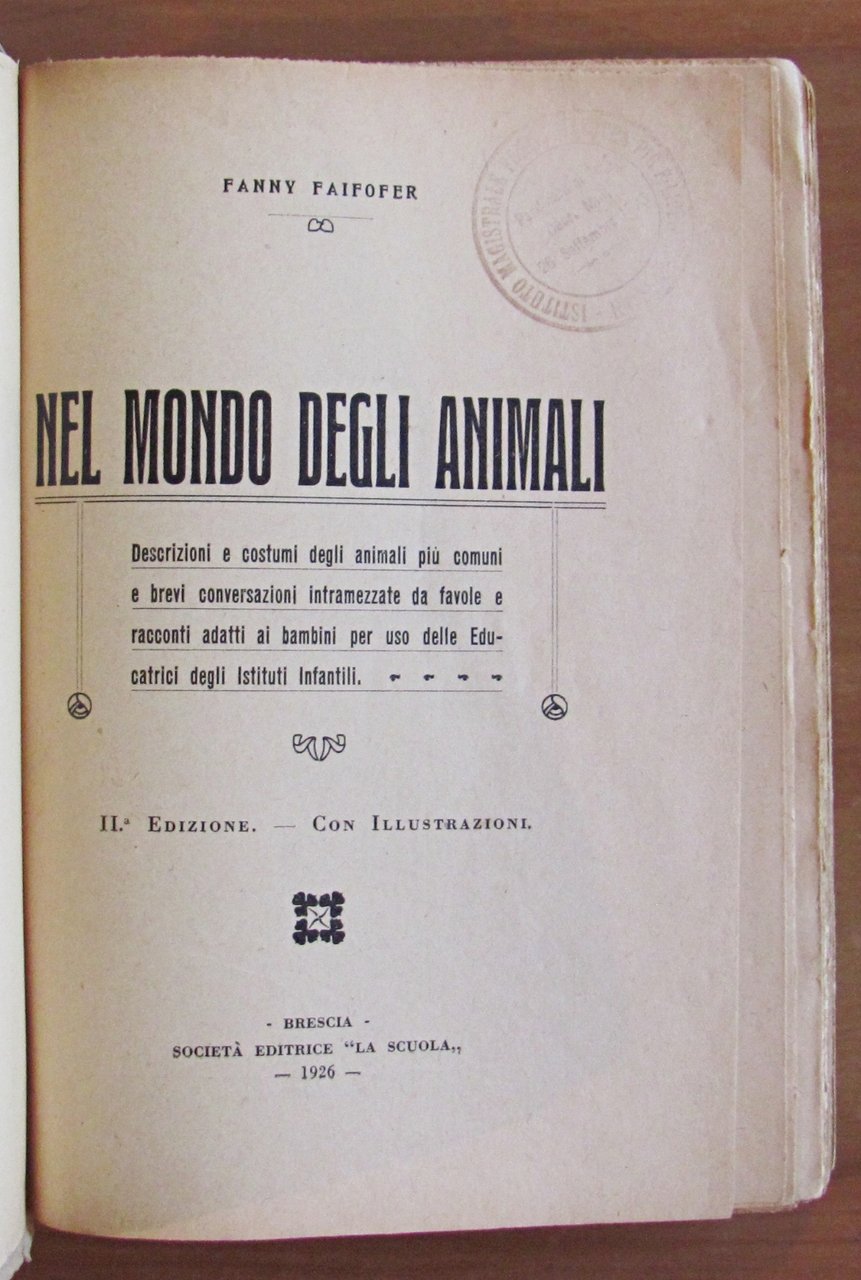 FANNY FAIFOFER
ISTITUTO MAGISTRALE
NEL MONDO DEGLI ANIMALI
Descrizioni e costumi degli animali più comuni
e brevi conversazioni intramezzate da favole e
racconti adatti ai bambini per uso delle Edu-
catrici degli Istituti Infantili.
II.ª EDIZIONE. — CON ILLUSTRAZIONI.
- BRESCIA -
SOCIETÀ EDITRICE “LA SCUOLA„
— 1926 —